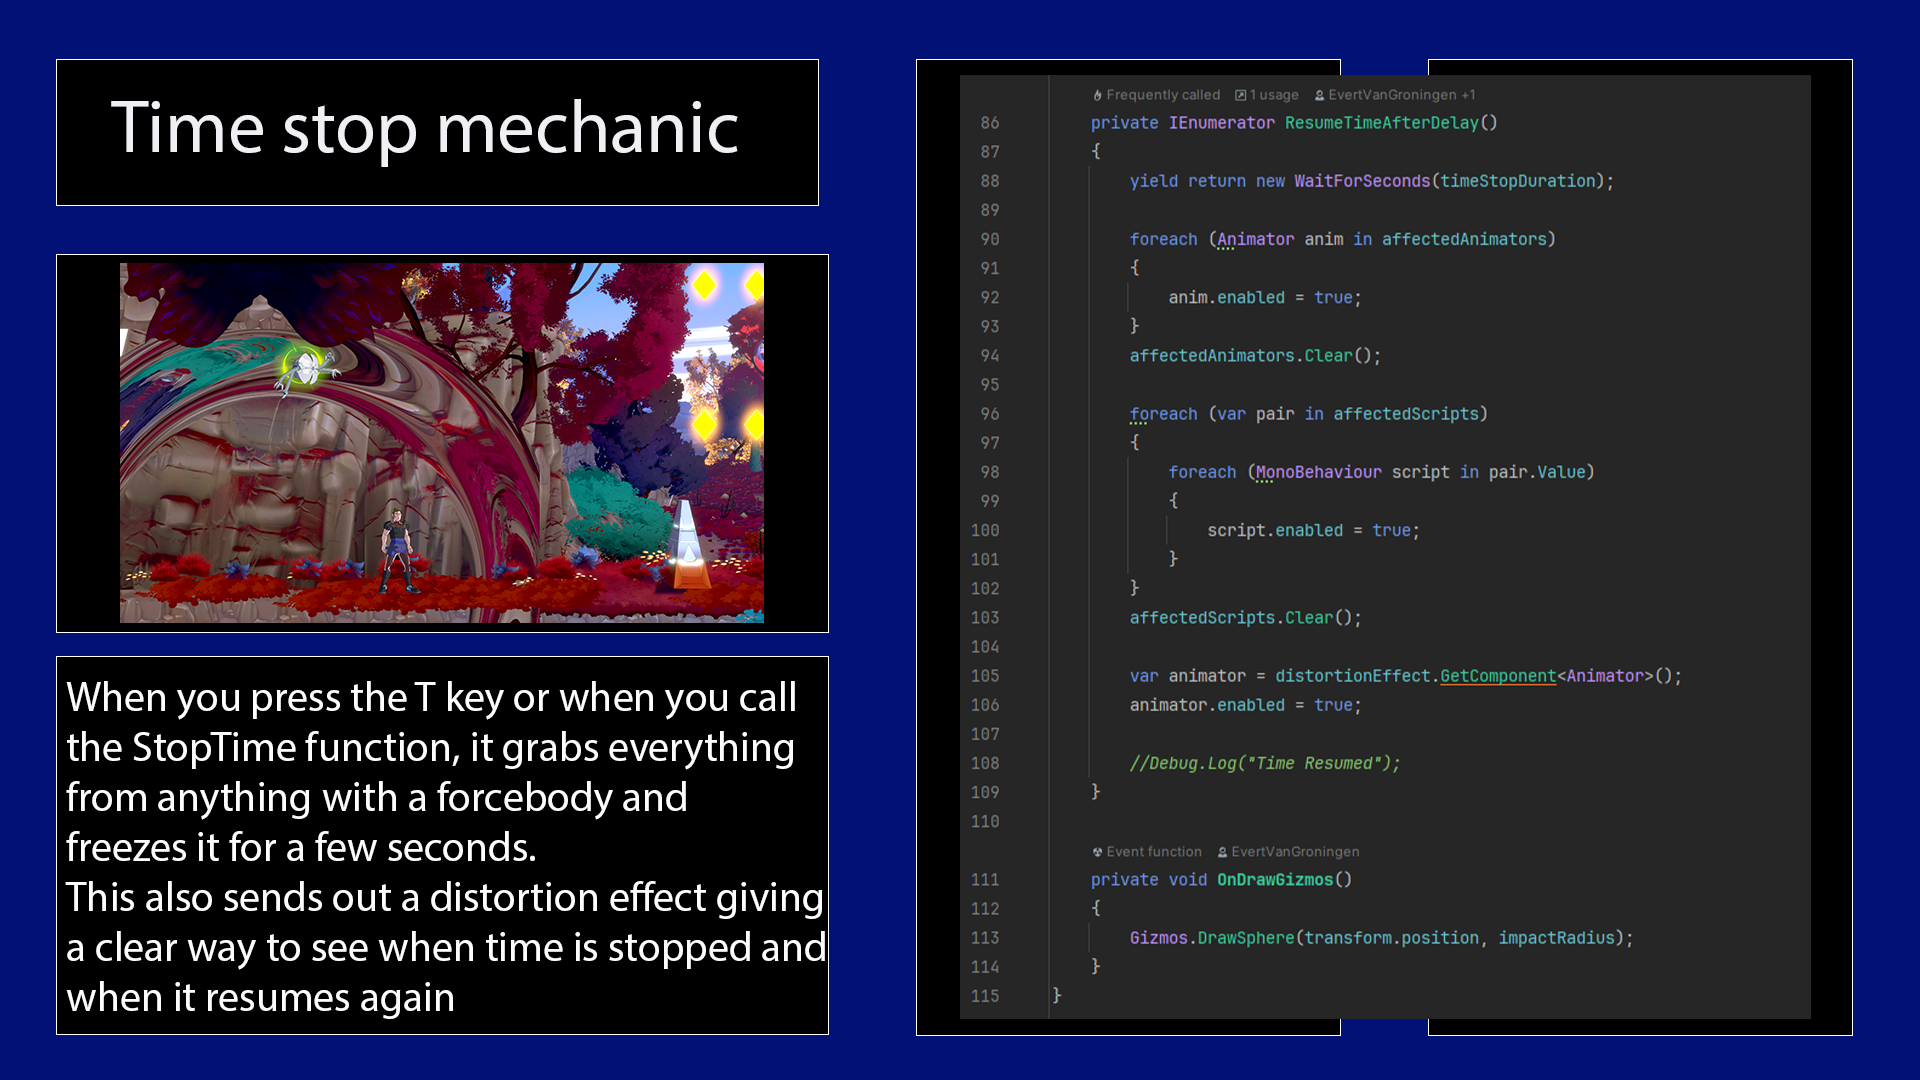 Time stop mechanic
When you press the T key or when you call
the StopTime function, it grabs everything
from anything with a forcebody and
freezes it for a few seconds.
This also sends out a distortion effect giving
a clear way to see when time is stopped and
when it resumes again
Frequently called 1 usage EvertVanGroningen +1
86 private IEnumerator ResumeTimeAfterDelay()
87 {
88 yield return new WaitForSeconds(timeStopDuration);
89
90 foreach (Animator anim in affectedAnimators)
91 {
92 anim.enabled = true;
93 }
94 affectedAnimators.Clear();
95
96 foreach (var pair in affectedScripts)
97 {
98 foreach (MonoBehaviour script in pair.Value)
99 {
100 script.enabled = true;
101 }
102 }
103 affectedScripts.Clear();
104
105 var animator = distortionEffect.GetComponent<Animator>();
106 animator.enabled = true;
107
108 //Debug.Log("Time Resumed");
109 }
110
Event function EvertVanGroningen
111 private void OnDrawGizmos()
112 {
113 Gizmos.DrawSphere(transform.position, impactRadius);
114 }
115 }